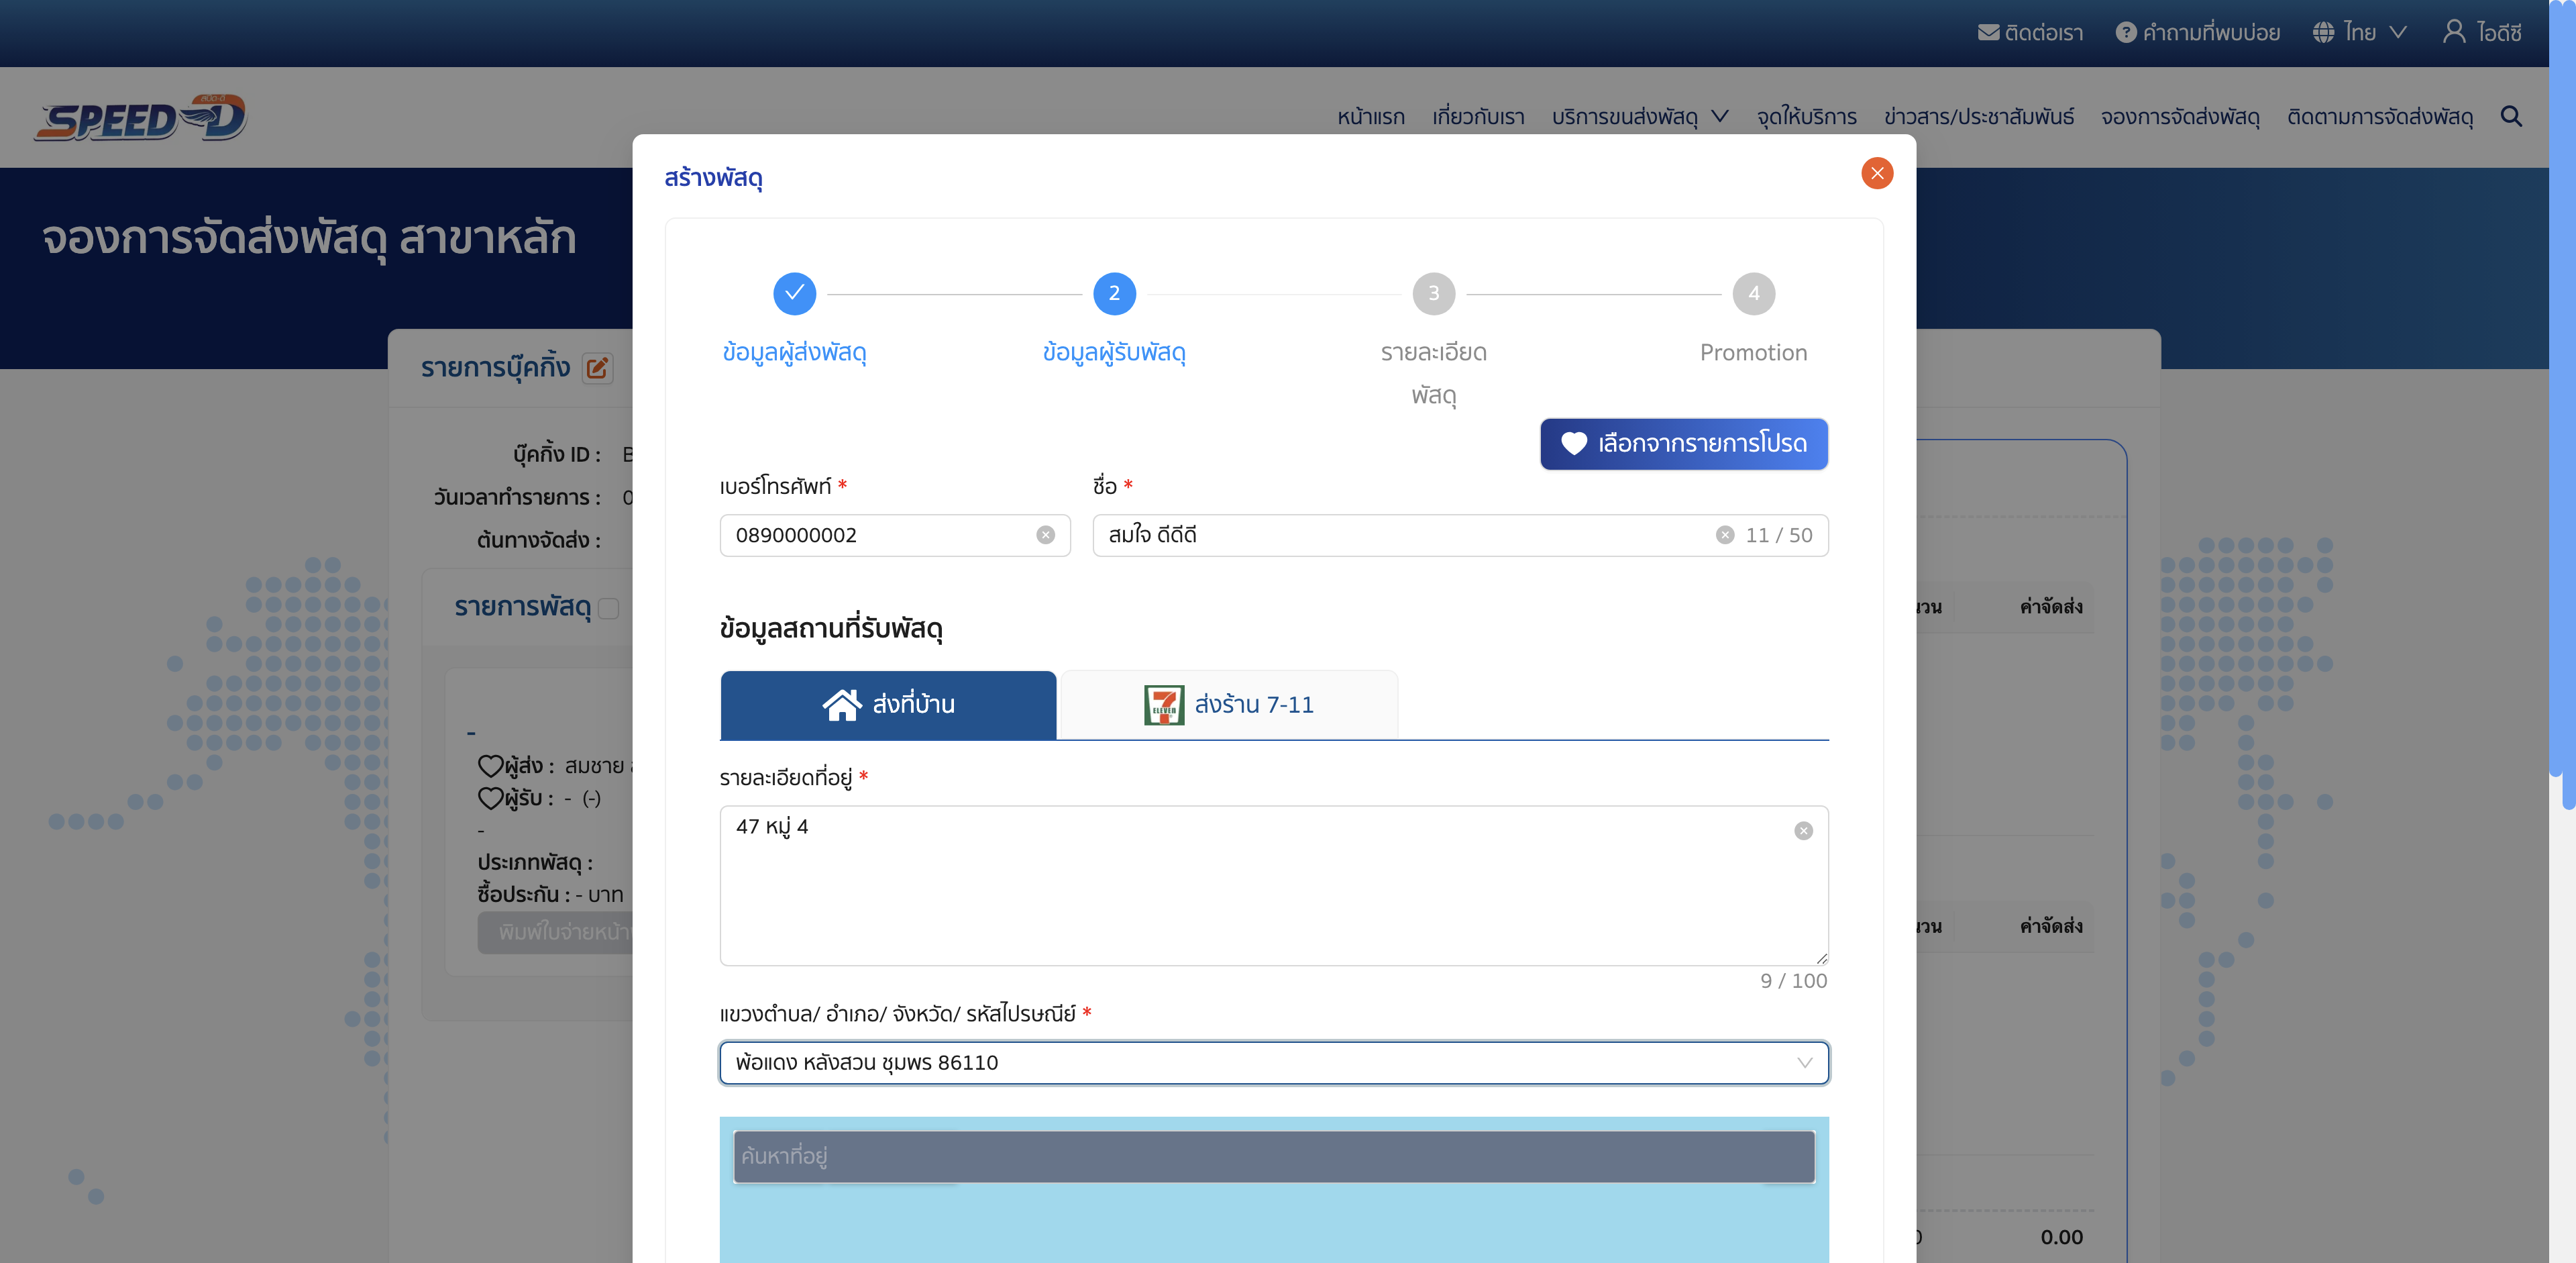 ติดต่อเรา คำถามที่พบบ่อย ไทย ไอดีซี
SPEED-D สปีด-ดี
หน้าแรก เกี่ยวกับเรา บริการขนส่งพัสดุ จุดให้บริการ ข่าวสาร/ประชาสัมพันธ์ จองการจัดส่งพัสดุ ติดตามการจัดส่งพัสดุ
จองการจัดส่งพัสดุ สาขาหลัก
รายการบุ๊คกิ้ง
บุ๊คกิ้ง ID :
วันเวลาทำรายการ : 0
ต้นทางจัดส่ง :
รายการพัสดุ
-
ผู้ส่ง : สมชาย
ผู้รับ : - (-)
-
ประเภทพัสดุ :
ซื้อประกัน : - บาท
พิมพ์ใบจ่ายหน้า
สร้างพัสดุ
2 3 4
ข้อมูลผู้ส่งพัสดุ ข้อมูลผู้รับพัสดุ รายละเอียด Promotion
พัสดุ
เลือกจากรายการโปรด
เบอร์โทรศัพท์ * ชื่อ *
0890000002 สมใจ ดีดีดี 11 / 50
ข้อมูลสถานที่รับพัสดุ
ส่งที่บ้าน 7 ELEVEN ส่งร้าน 7-11
รายละเอียดที่อยู่ *
47 หมู่ 4
9 / 100
แขวงตำบล/ อำเภอ/ จังหวัด/ รหัสไปรษณีย์ *
พ้อแดง หลังสวน ชุมพร 86110
ค้นหาที่อยู่
ค่าจัดส่ง
ค่าจัดส่ง
0.00